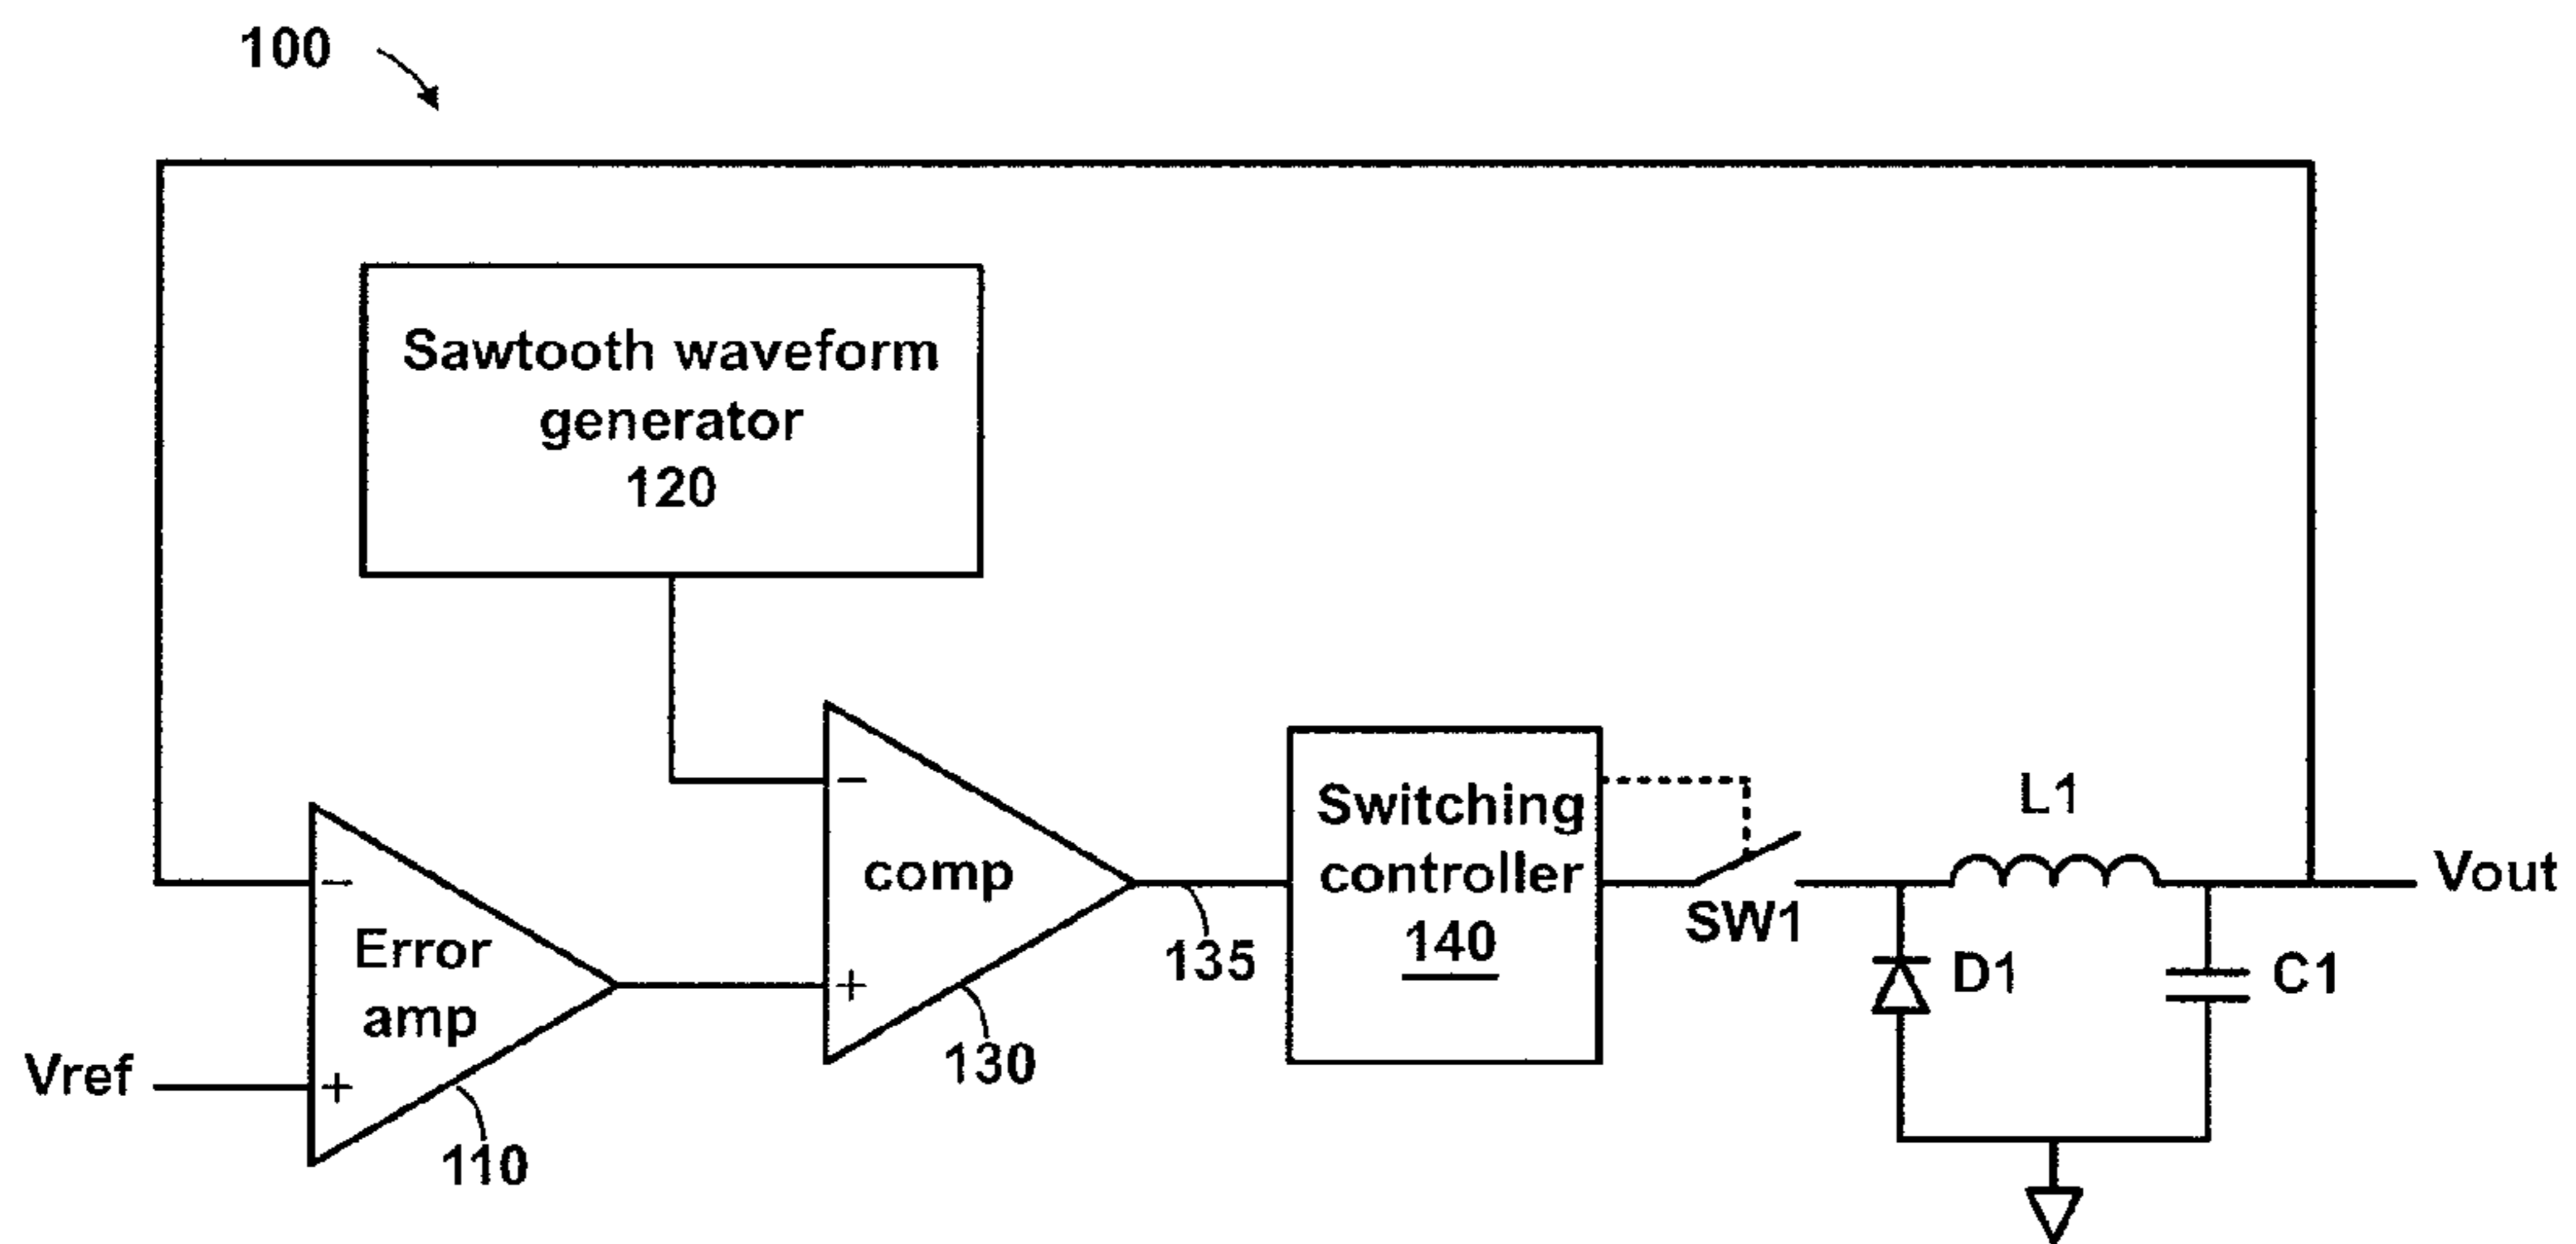 100
Sawtooth waveform
generator
120
L1
Switching
controller
140
comp
SW1
Vout
−
+
135
D1
C1
−
Error
amp
+
Vref
130
110